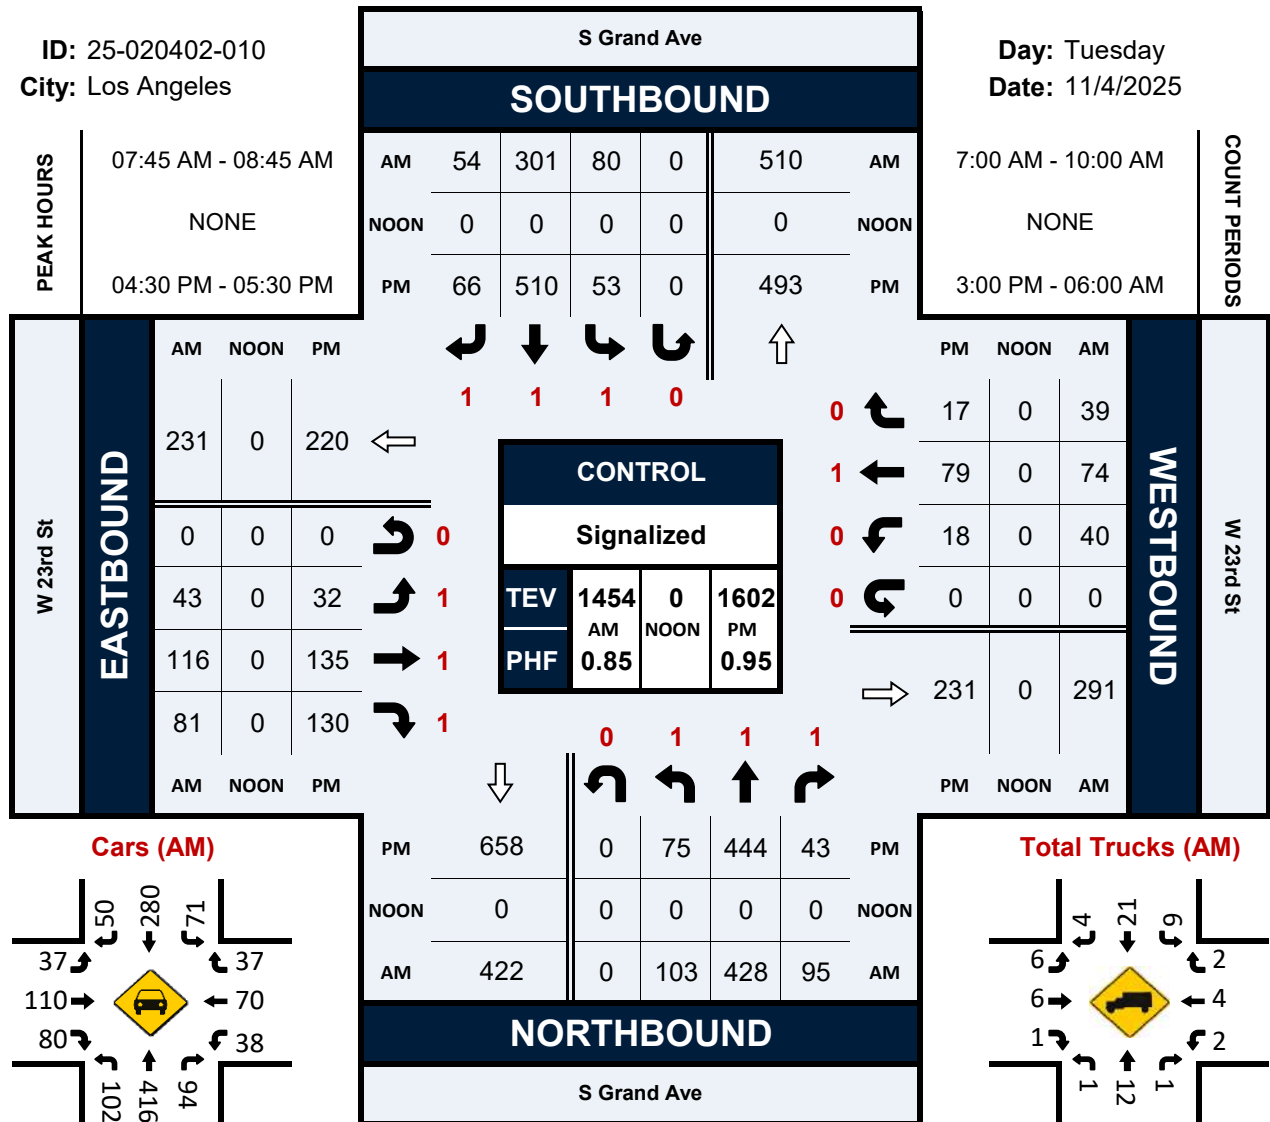 S Grand Ave
ID: 25-020402-010
City: Los Angeles
Day: Tuesday
Date: 11/4/2025
SOUTHBOUND
PEAK HOURS
07:45 AM - 08:45 AM
NONE
04:30 PM - 05:30 PM
AM 54 301 80 0 510 AM
NOON 0 0 0 0 0 NOON
PM 66 510 53 0 493 PM
7:00 AM - 10:00 AM
NONE
3:00 PM - 06:00 AM
COUNT PERIODS
1 1 1 0
W 23rd St
EASTBOUND
AM NOON PM
231 0 220
0 0 0 0
43 0 32 1
116 0 135 1
81 0 130 1
AM NOON PM
CONTROL
Signalized
TEV 1454 0 1602
AM NOON PM
PHF 0.85 0.95
PM NOON AM
0 17 0 39
1 79 0 74
0 18 0 40
0 0 0 0
231 0 291
PM NOON AM
WESTBOUND
W 23rd St
0 1 1 1
PM 658 0 75 444 43 PM
NOON 0 0 0 0 0 NOON
AM 422 0 103 428 95 AM
NORTHBOUND
S Grand Ave
Cars (AM)
50 280 71
37 37
110 70
80 38
102 416 94
Total Trucks (AM)
4 21 9
6 2
6 4
1 2
1 12 1